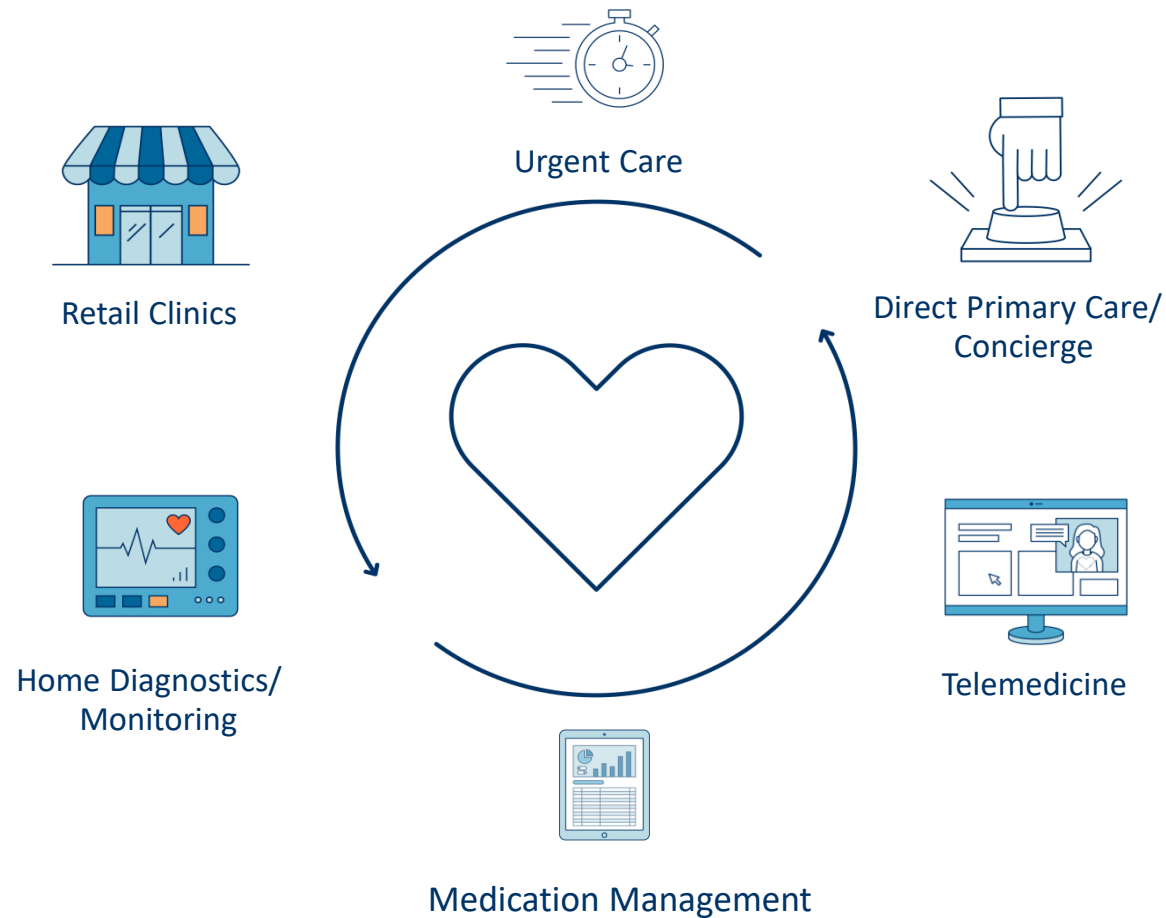 Urgent Care
Retail Clinics
Direct Primary Care/
Concierge
Home Diagnostics/
Monitoring
Telemedicine
Medication Management